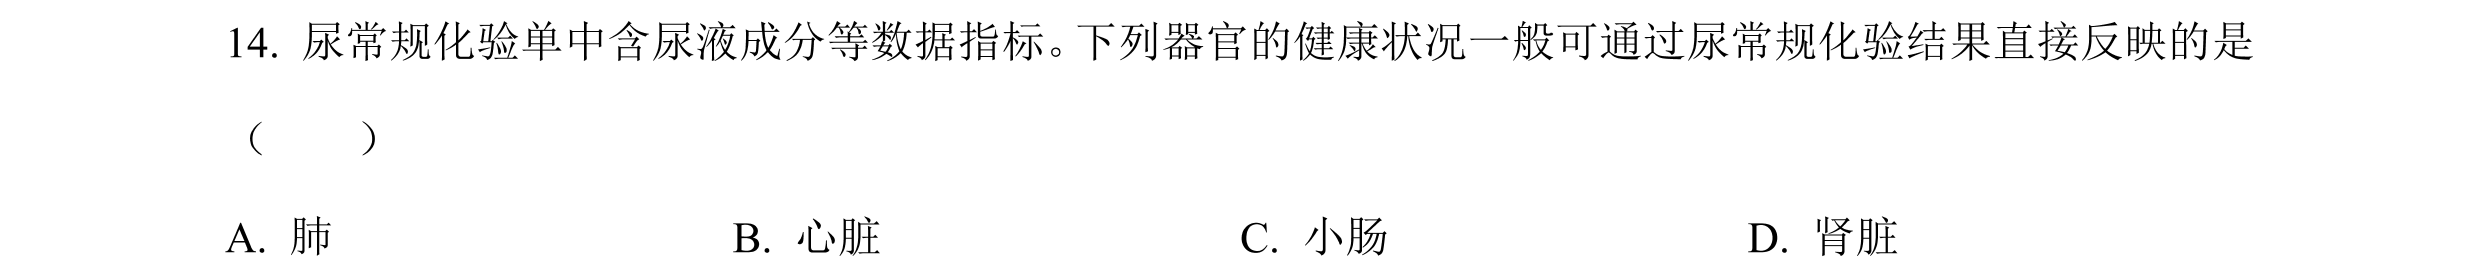 14. 尿常规化验单中含尿液成分等数据指标。下列器官的健康状况一般可通过尿常规化验结果直接反映的是
（　　）
A. 肺 B. 心脏 C. 小肠 D. 肾脏